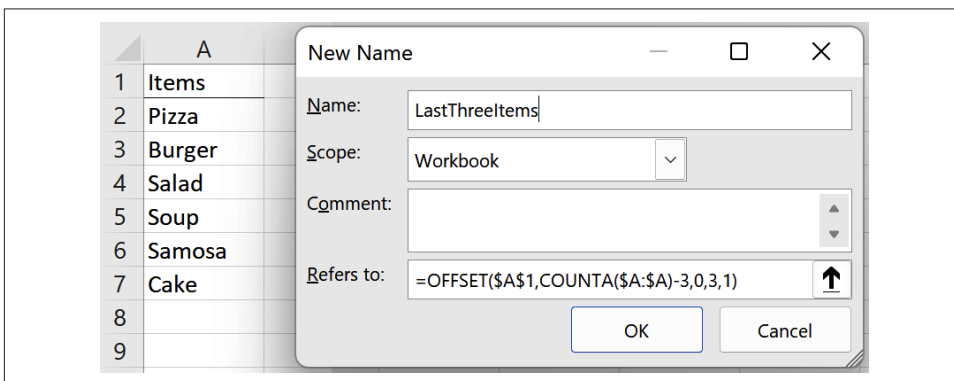 A
1 Items
2 Pizza
3 Burger
4 Salad
5 Soup
6 Samosa
7 Cake
8
9
New Name
Name: LastThreeItems
Scope: Workbook
Comment:
Refers to: =OFFSET($A$1,COUNTA($A:$A)-3,0,3,1)
OK Cancel